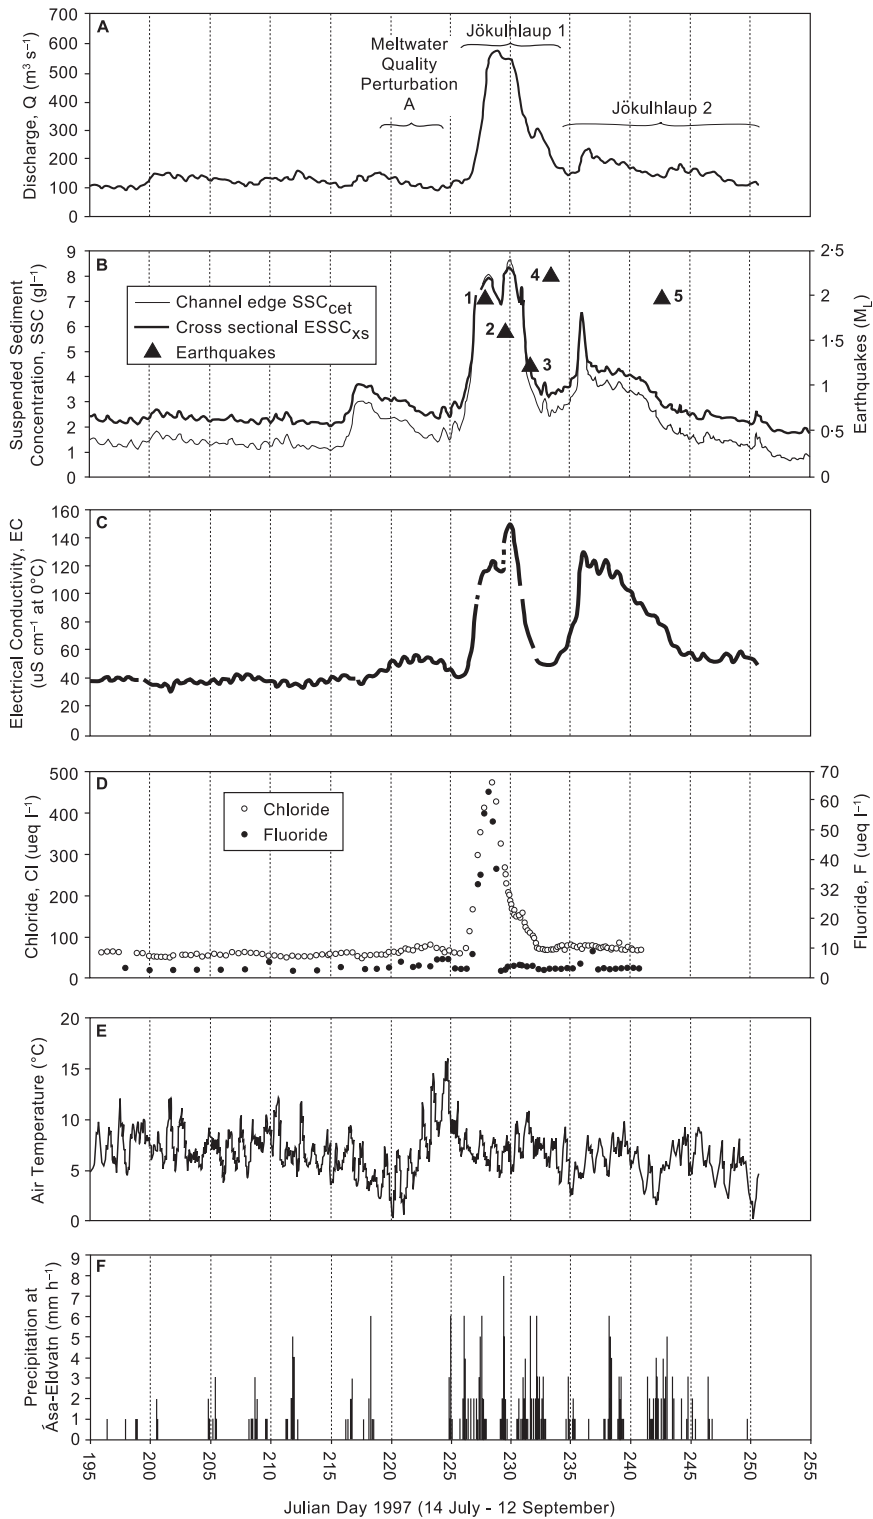 A
Discharge, Q (m³ s⁻¹)
700
600
500
400
300
200
100
0
Meltwater
Quality
Perturbation
A
Jökulhlaup 1
Jökulhlaup 2
B
Suspended Sediment
Concentration, SSC (gl⁻¹)
9
8
7
6
5
4
3
2
1
0
Channel edge SSCcet
Cross sectional ESSCxs
Earthquakes
1
2
3
4
5
2·5
2
1·5
1
0·5
0
Earthquakes (ML)
C
Electrical Conductivity, EC
(uS cm⁻¹ at 0°C)
160
140
120
100
80
60
40
20
0
D
Chloride, Cl (ueq l⁻¹)
500
400
300
200
100
0
Chloride
Fluoride
70
60
50
40
32
20
10
0
Fluoride, F (ueq l⁻¹)
E
Air Temperature (°C)
20
15
10
5
0
F
Precipitation at
Ása-Eldvatn (mm h⁻¹)
9
8
7
6
5
4
3
2
1
0
195
200
205
210
215
220
225
230
235
240
245
250
255
Julian Day 1997 (14 July - 12 September)